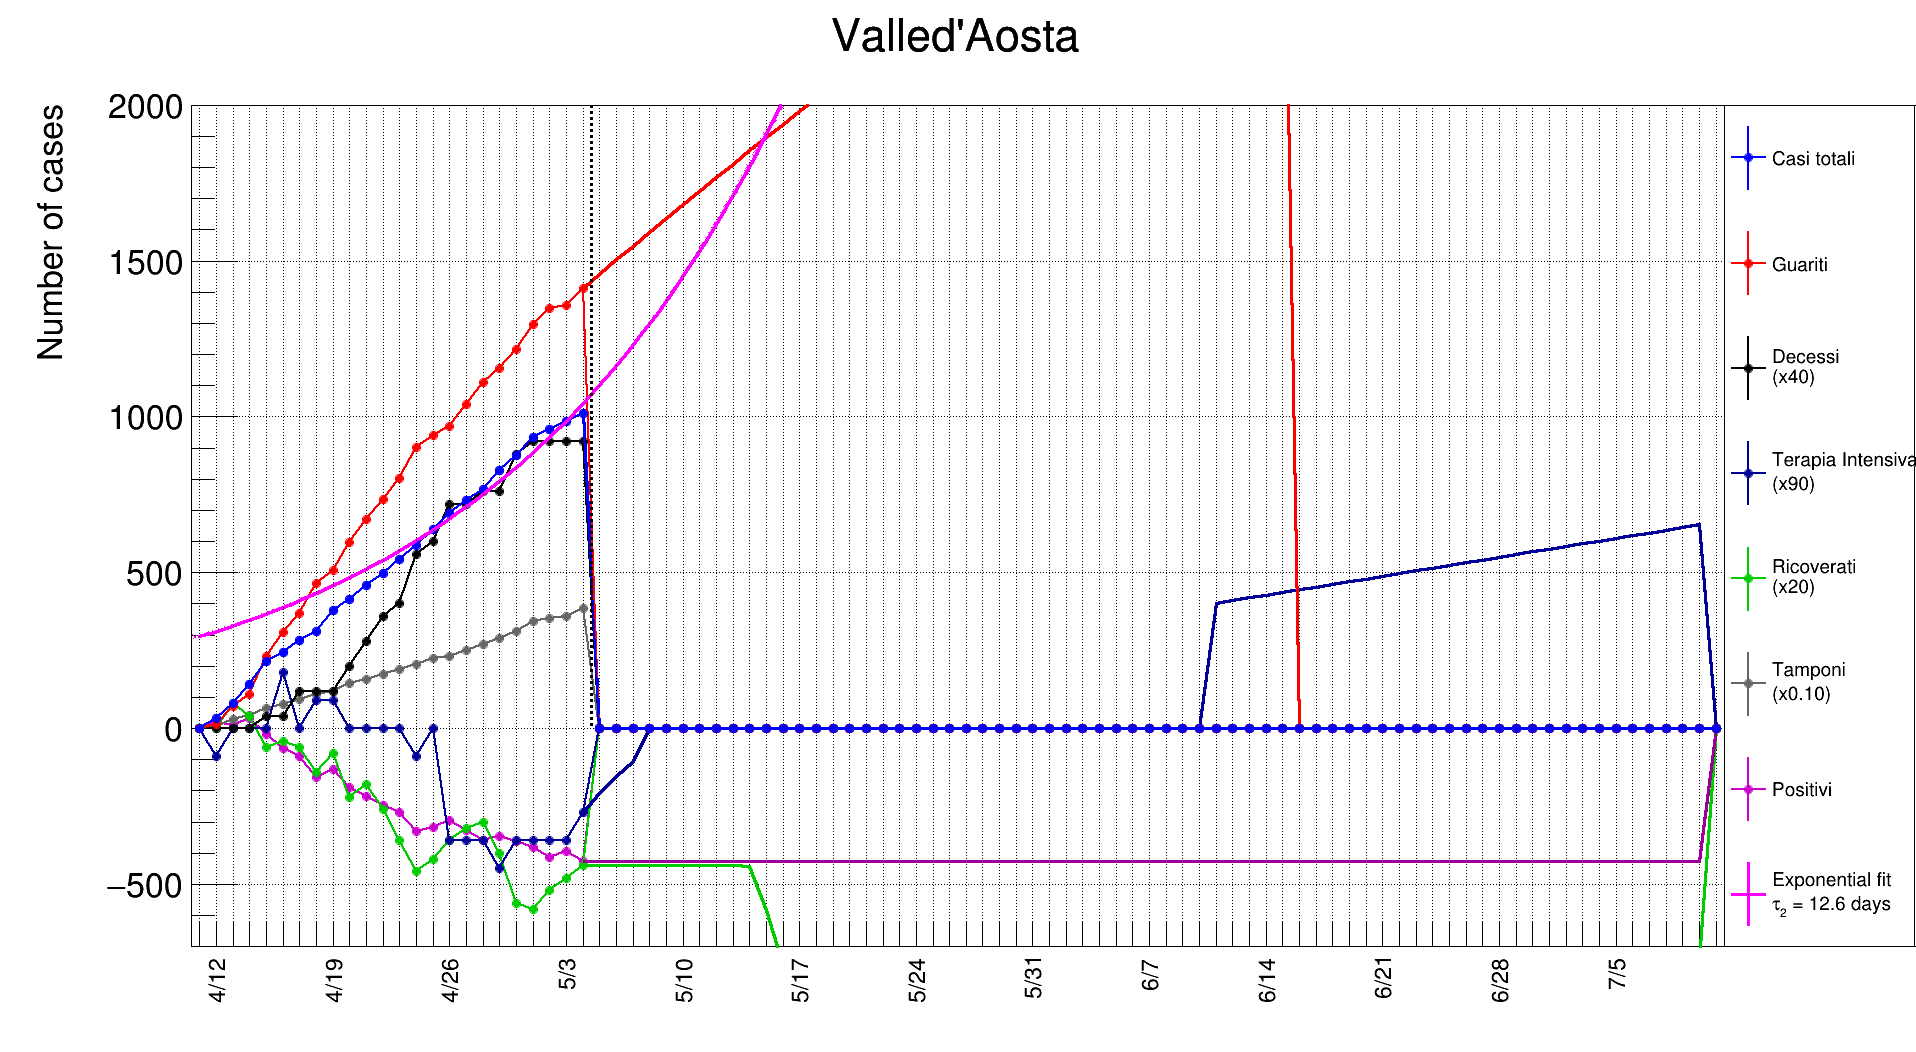 Valled'Aosta
Number of cases
2000
1500
1000
500
0
−500
4/12
4/19
4/26
5/3
5/10
5/17
5/24
5/31
6/7
6/14
6/21
6/28
7/5
Casi totali
Guariti
Decessi
(x40)
Terapia Intensiva
(x90)
Ricoverati
(x20)
Tamponi
(x0.10)
Positivi
Exponential fit
τ2 = 12.6 days